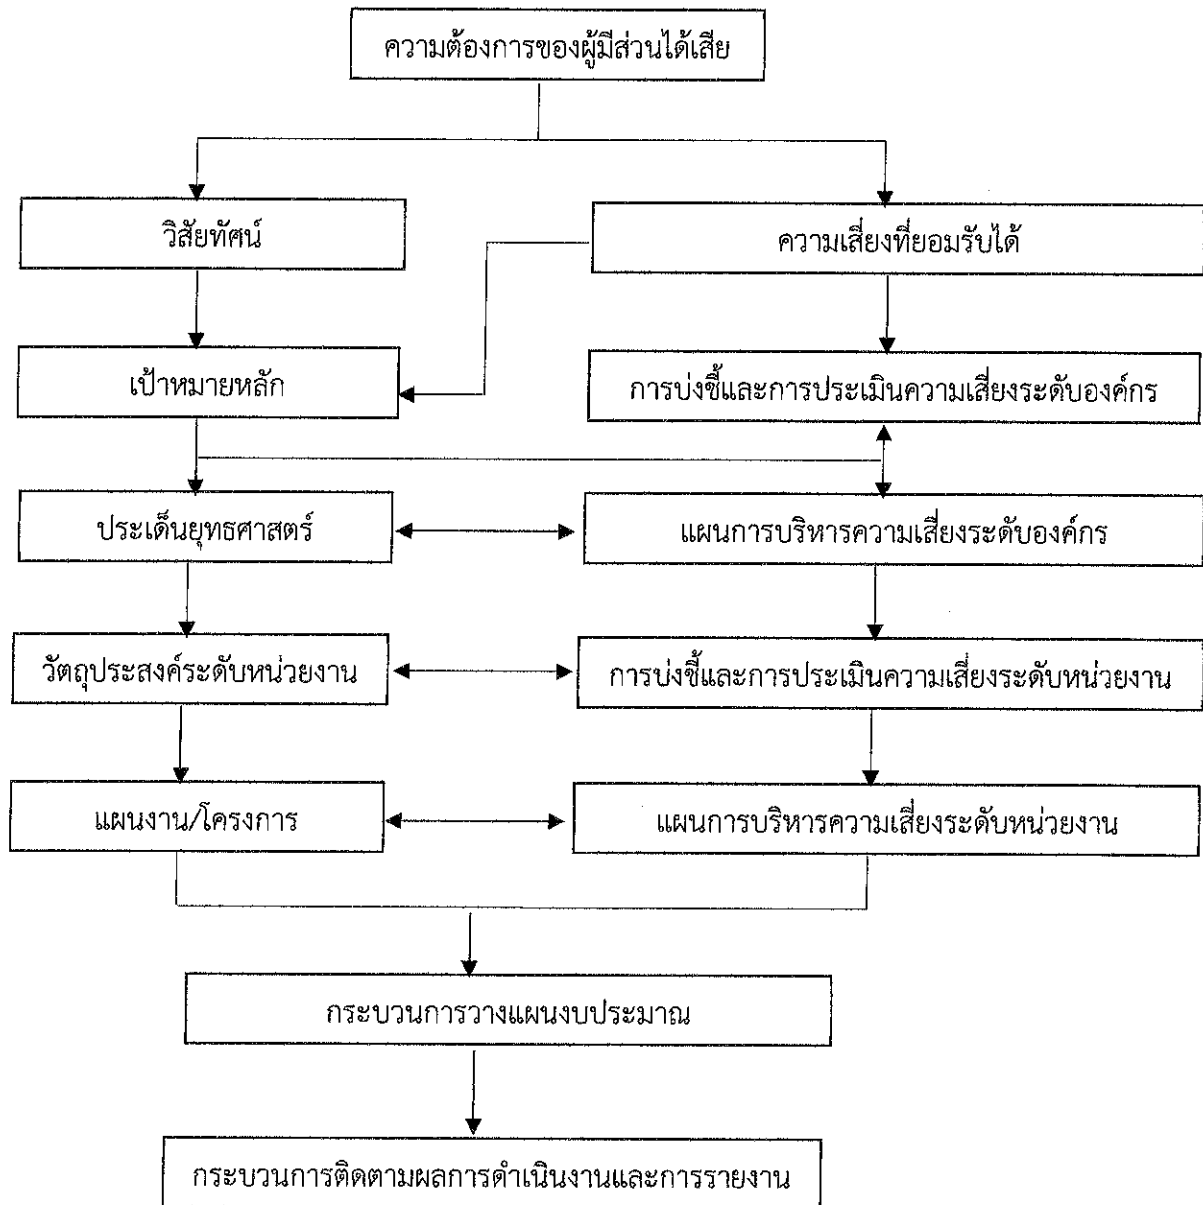 ความต้องการของผู้มีส่วนได้เสีย
วิสัยทัศน์
ความเสี่ยงที่ยอมรับได้
เป้าหมายหลัก
การบ่งชี้และการประเมินความเสี่ยงระดับองค์กร
ประเด็นยุทธศาสตร์
แผนการบริหารความเสี่ยงระดับองค์กร
วัตถุประสงค์ระดับหน่วยงาน
การบ่งชี้และการประเมินความเสี่ยงระดับหน่วยงาน
แผนงาน/โครงการ
แผนการบริหารความเสี่ยงระดับหน่วยงาน
กระบวนการวางแผนงบประมาณ
กระบวนการติดตามผลการดำเนินงานและการรายงาน